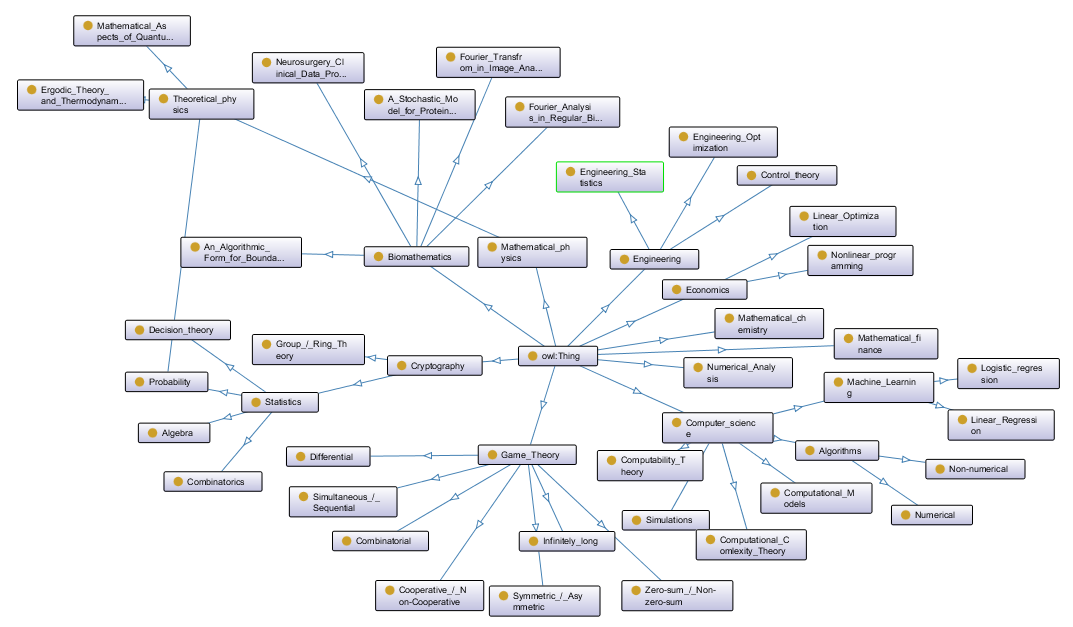 Mathematical_As
pects_of_Quantu...
Neurosurgery_Cl
inical_Data_Pro...
Fourier_Transfr
om_in_Image_Ana...
Ergodic_Theory_
_and_Thermodynam...
Theoretical_phy
sics
A_Stochastic_Mo
del_for_Protein...
Fourier_Analysi
s_in_Regular_Bi...
Engineering_Opt
imization
Engineering_Sta
tistics
Control_theory
Linear_Optimiza
tion
An_Algorithmic_
_Form_for_Bounda...
Biomathematics
Mathematical_ph
ysics
Engineering
Nonlinear_progr
amming
Economics
Decision_theory
Mathematical_ch
emistry
Group_/_Ring_Th
eory
owl:Thing
Mathematical_fi
nance
Cryptography
Numerical_Analy
sis
Logistic_regres
sion
Probability
Machine_Learnin
g
Statistics
Linear_Regressi
on
Algebra
Computer_scienc
e
Differential
Game_Theory
Algorithms
Computability_T
heory
Non-numerical
Combinatorics
Simultaneous_/_
Sequential
Computational_M
odels
Simulations
Numerical
Combinatorial
Infinitely_long
Computational_C
omlexity_Theory
Cooperative_/_N
on-Cooperative
Symmetric_/_Asy
mmetric
Zero-sum_/_Non-
zero-sum